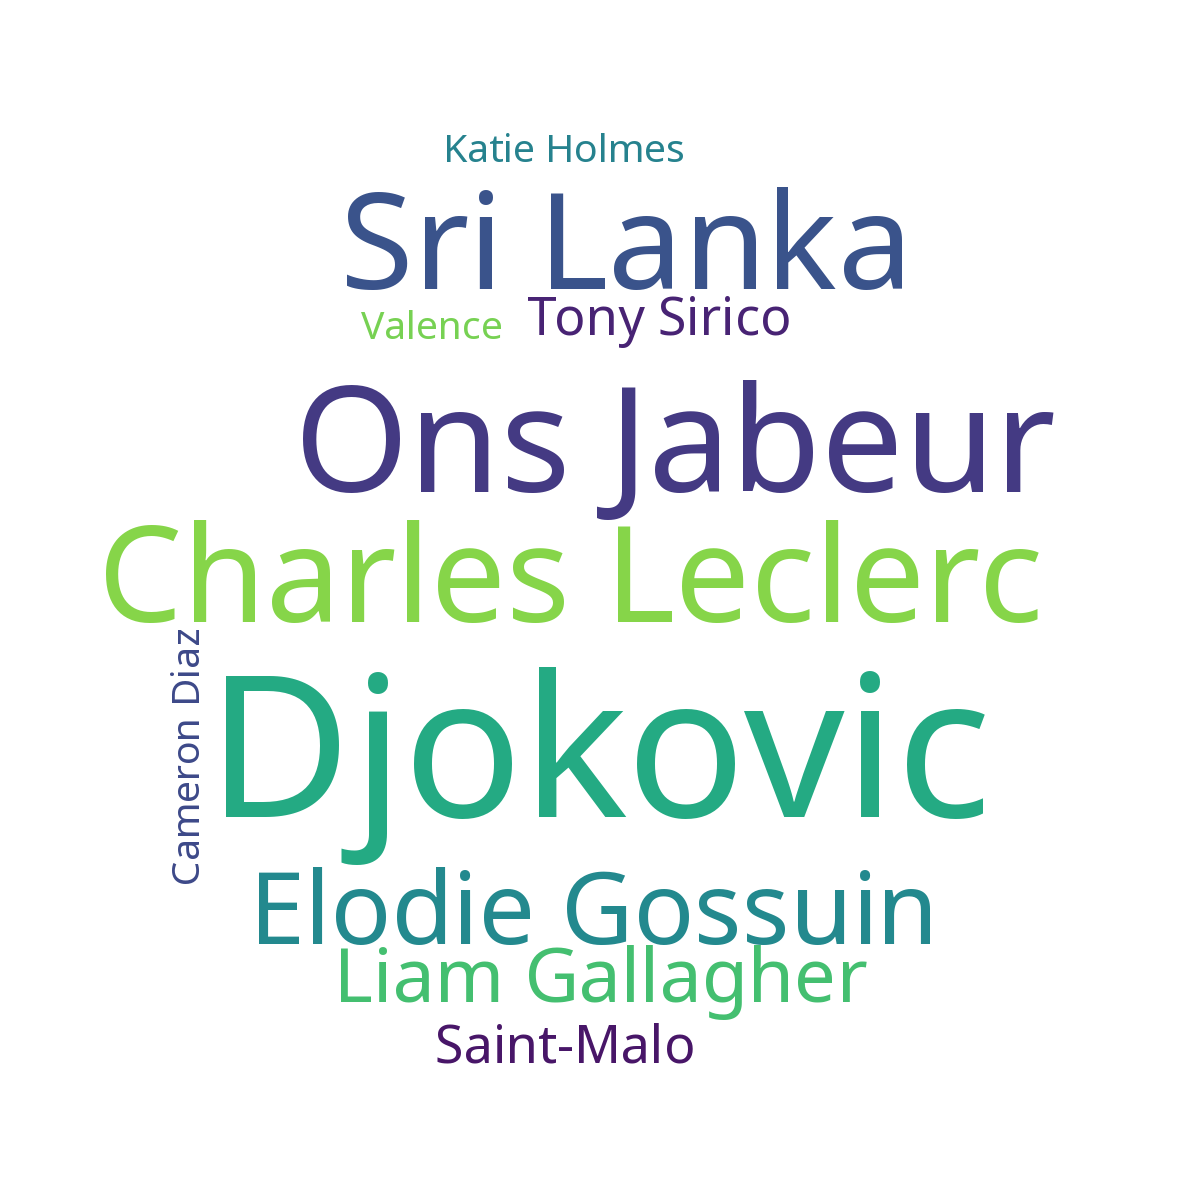 Katie Holmes
Sri Lanka
Valence
Tony Sirico
Ons Jabeur
Charles Leclerc
Cameron Diaz
Djokovic
Elodie Gossuin
Liam Gallagher
Saint-Malo